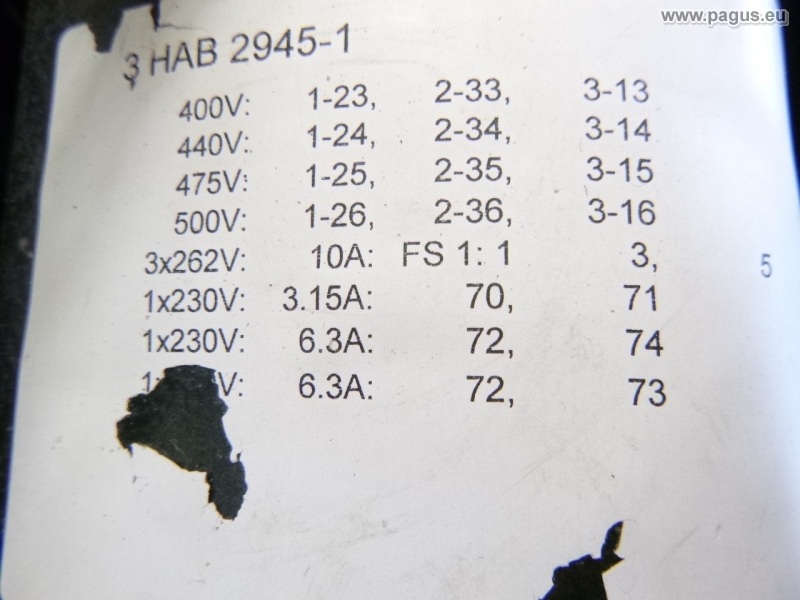 www.pagus.eu
3 HAB 2945-1
400V: 1-23, 2-33, 3-13
440V: 1-24, 2-34, 3-14
475V: 1-25, 2-35, 3-15
500V: 1-26, 2-36, 3-16
3x262V: 10A: FS 1: 1 3, 5
1x230V: 3.15A: 70, 71
1x230V: 6.3A: 72, 74
6.3A: 72, 73